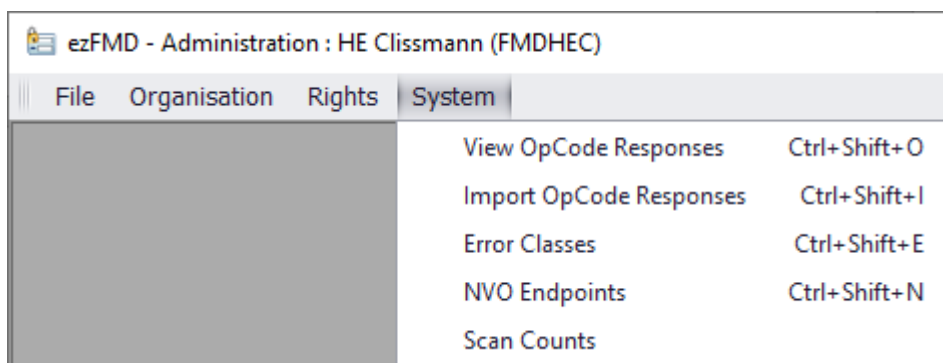 ezFMD - Administration : HE Clissmann (FMDHEC)
File Organisation Rights System
View OpCode Responses Ctrl+Shift+O
Import OpCode Responses Ctrl+Shift+I
Error Classes Ctrl+Shift+E
NVO Endpoints Ctrl+Shift+N
Scan Counts